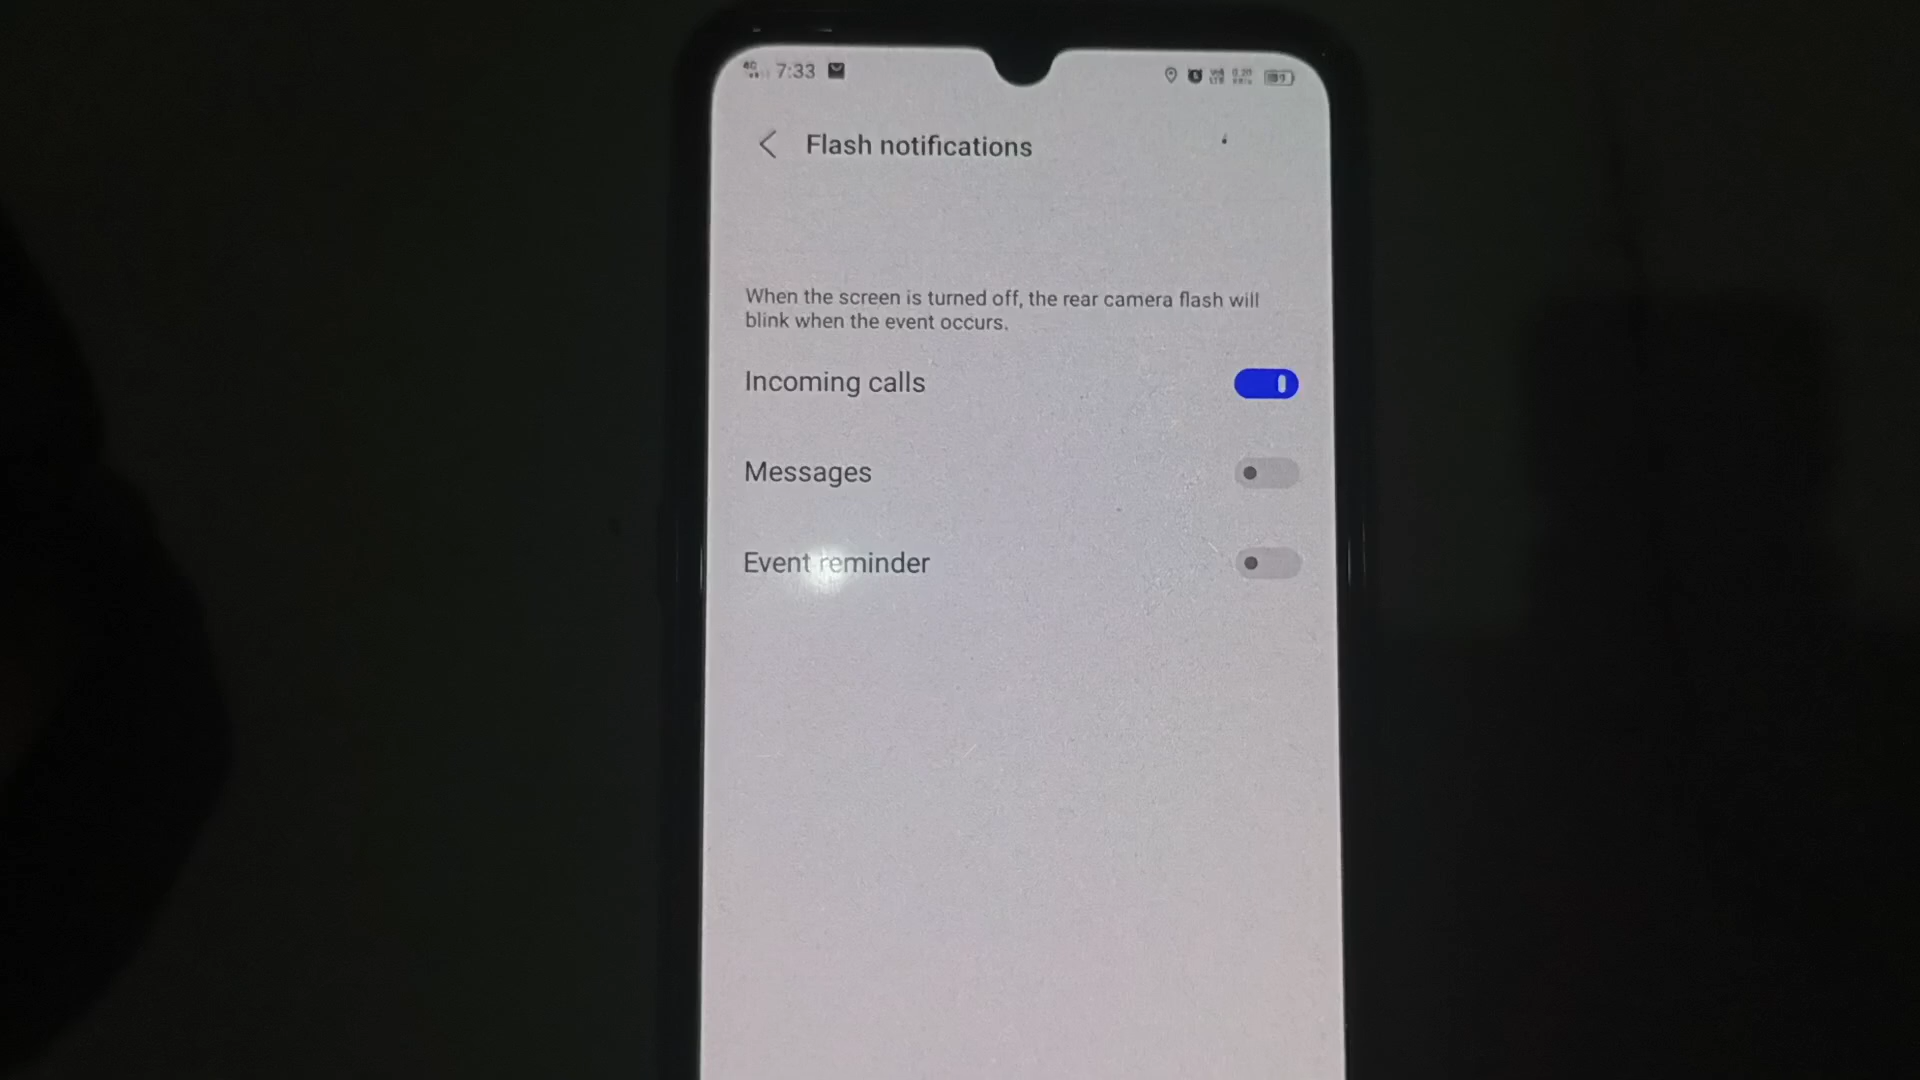 4G 7:33
Flash notifications
When the screen is turned off, the rear camera flash will
blink when the event occurs.
Incoming calls
Messages
Event reminder